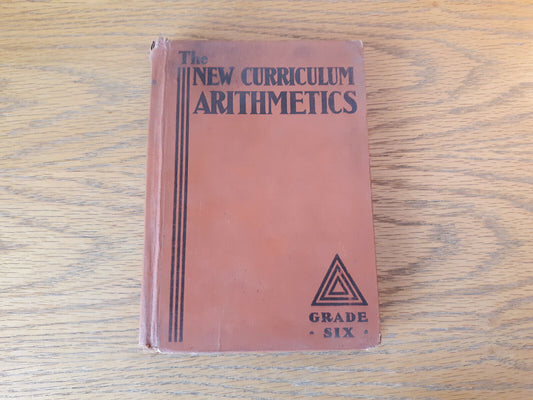 The
NEW CURRICULUM
ARITHMETICS
GRADE
· SIX ·